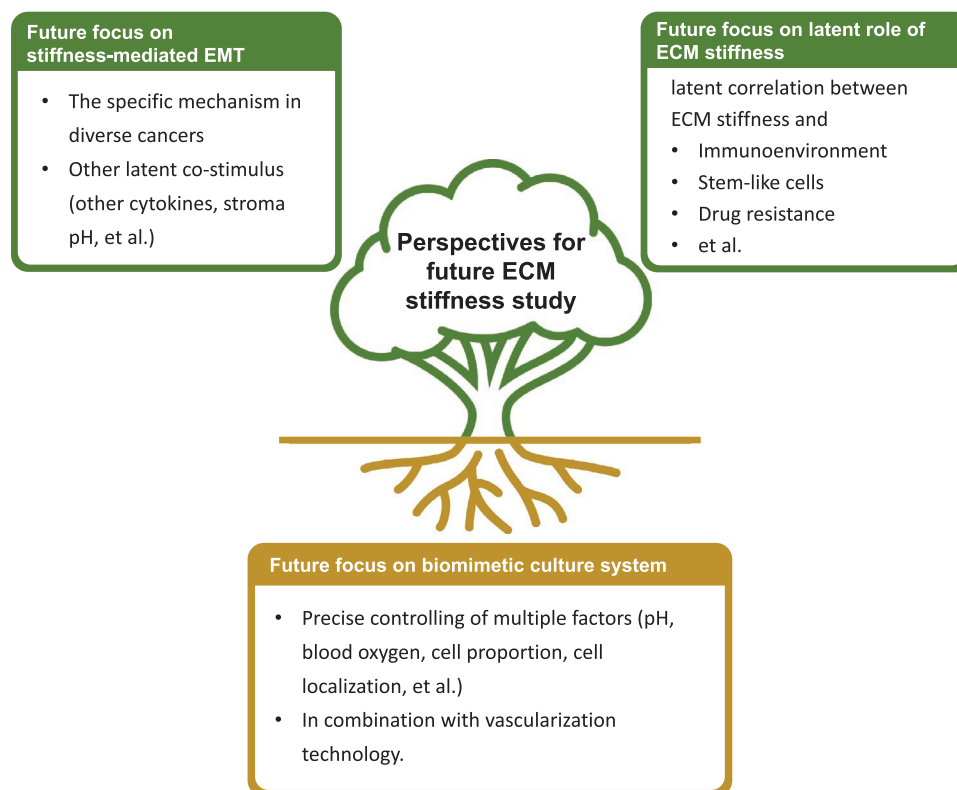 Future focus on
stiffness-mediated EMT
• The specific mechanism in
diverse cancers
• Other latent co-stimulus
(other cytokines, stroma
pH, et al.)
Future focus on latent role of
ECM stiffness
latent correlation between
ECM stiffness and
• Immunoenvironment
• Stem-like cells
• Drug resistance
• et al.
Perspectives for
future ECM
stiffness study
Future focus on biomimetic culture system
• Precise controlling of multiple factors (pH,
blood oxygen, cell proportion, cell
localization, et al.)
• In combination with vascularization
technology.